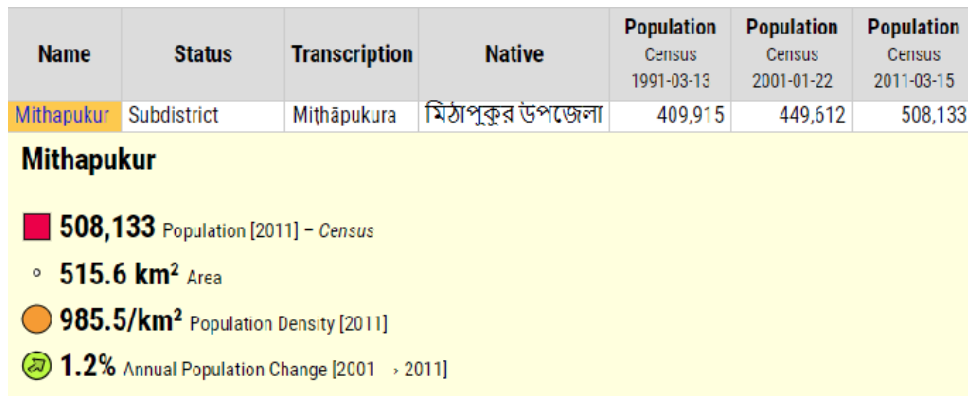 Name Status Transcription Native Population Census 1991-03-13 Population Census 2001-01-22 Population Census 2011-03-15
Mithapukur Subdistrict Miṭhāpukura মিঠাপুকুর উপজেলা 409,915 449,612 508,133
Mithapukur
508,133 Population [2011] – Census
515.6 km² Area
985.5/km² Population Density [2011]
1.2% Annual Population Change [2001 → 2011]